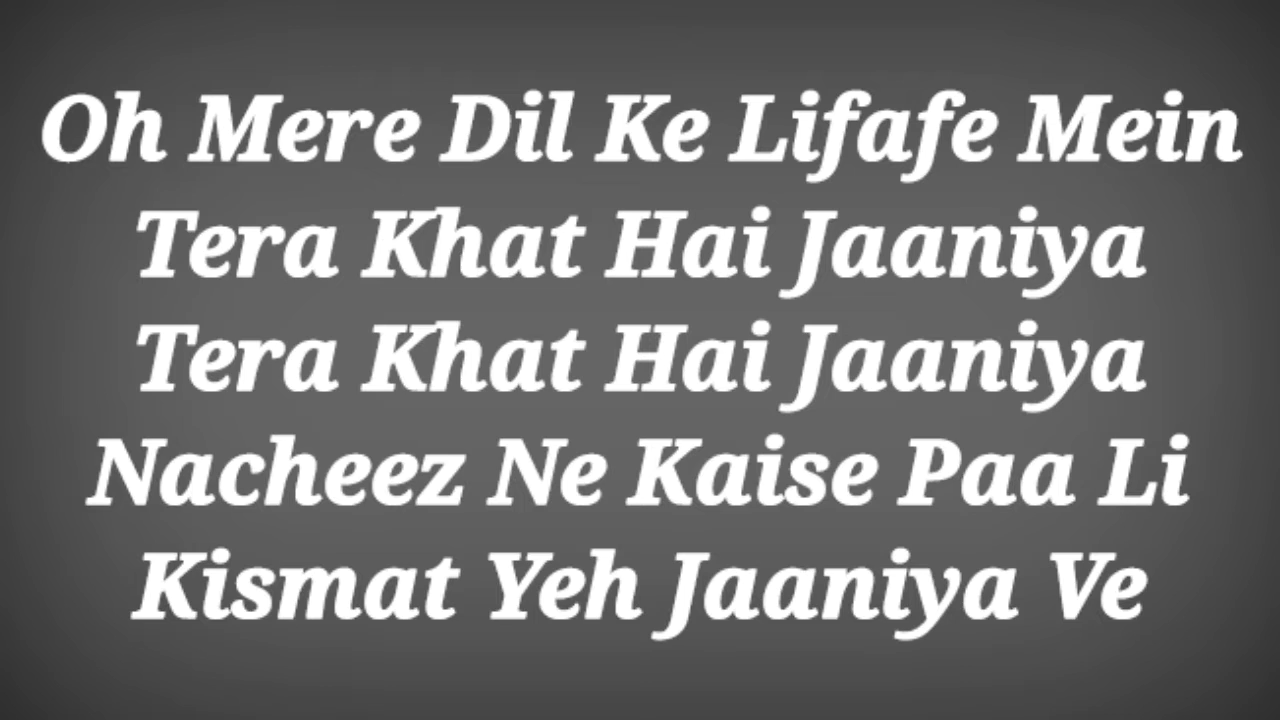 Oh Mere Dil Ke Lifafe Mein
Tera Khat Hai Jaaniya
Tera Khat Hai Jaaniya
Nacheez Ne Kaise Paa Li
Kismat Yeh Jaaniya Ve